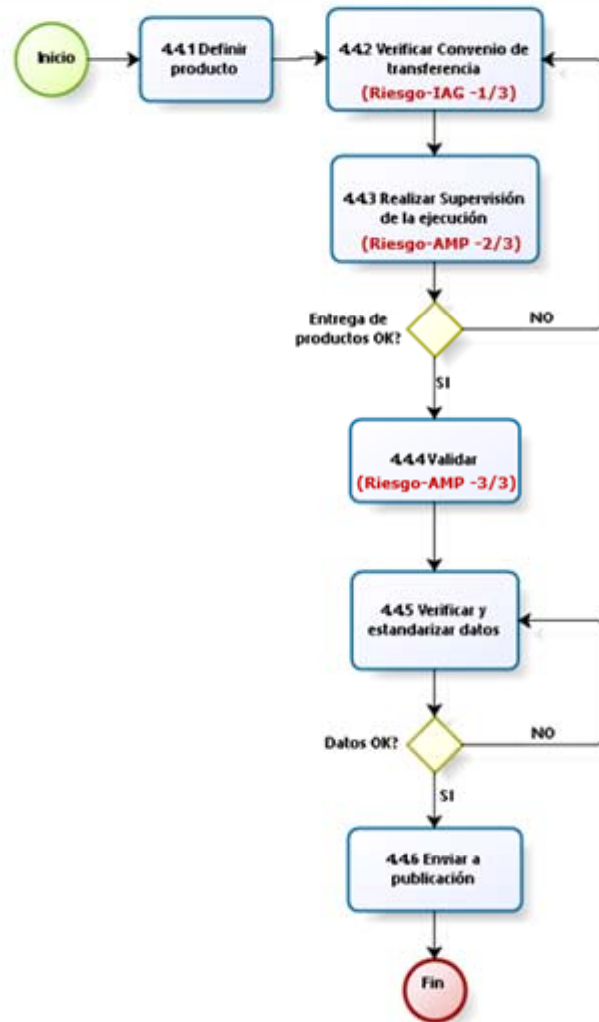 Inicio
4.4.1 Definir
producto
4.4.2 Verificar Convenio de
transferencia
(Riesgo-IAG -1/3)
4.4.3 Realizar Supervisión
de la ejecución
(Riesgo-AMP -2/3)
Entrega de
productos OK?
NO
SI
4.4.4 Validar
(Riesgo-AMP -3/3)
4.4.5 Verificar y
estandarizar datos
Datos OK?
NO
SI
4.4.6 Enviar a
publicación
Fin